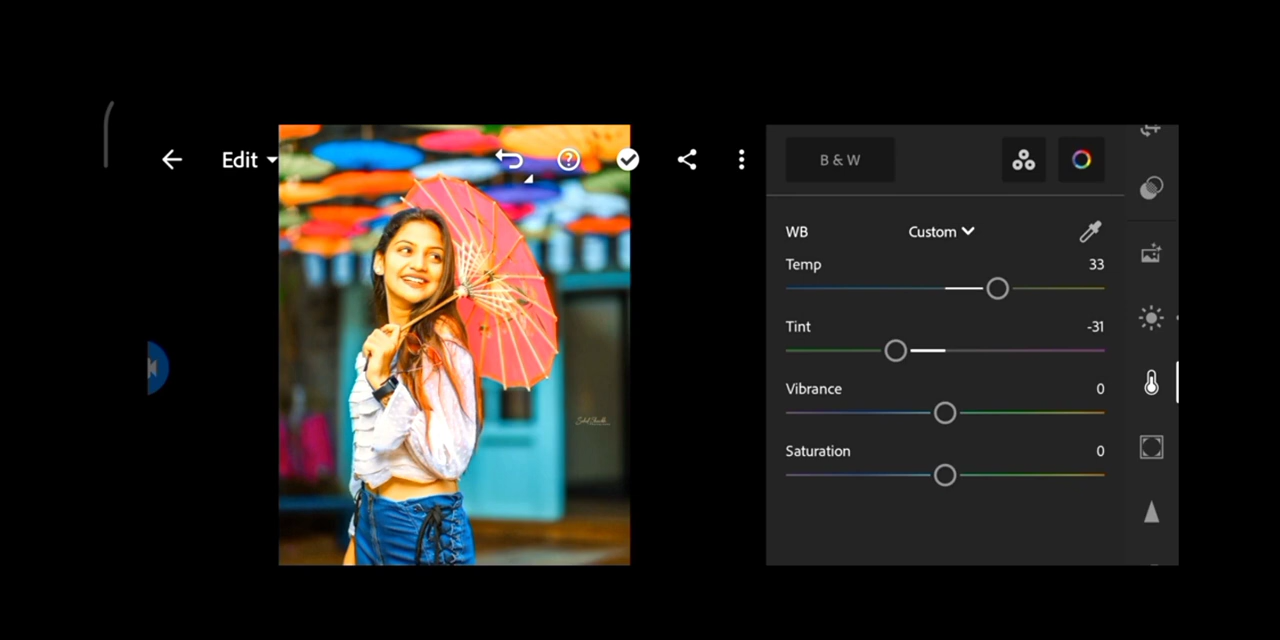 Edit
B & W
WB Custom
Temp 33
Tint -31
Vibrance 0
Saturation 0